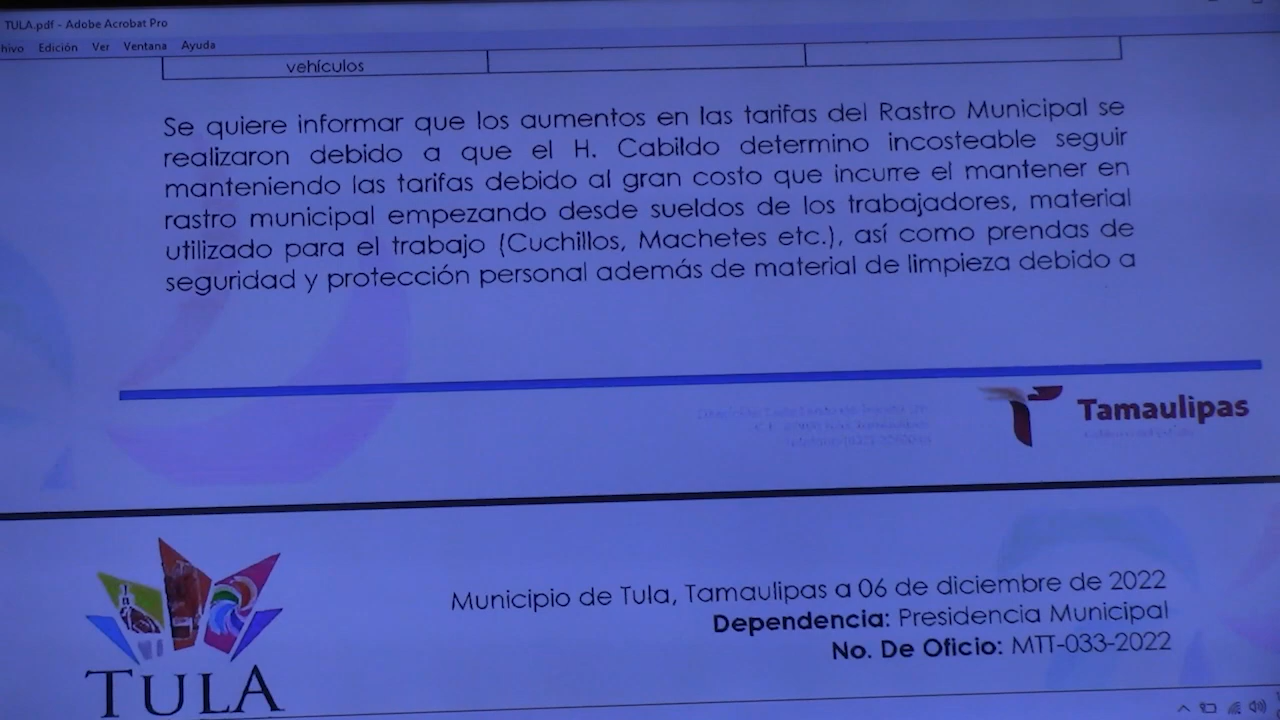 TULA.pdf - Adobe Acrobat Pro
hivo Edición Ver Ventana Ayuda
vehículos
Se quiere informar que los aumentos en las tarifas del Rastro Municipal se
realizaron debido a que el H. Cabildo determino incosteable seguir
manteniendo las tarifas debido al gran costo que incurre el mantener en
rastro municipal empezando desde sueldos de los trabajadores, material
utilizado para el trabajo (Cuchillos, Machetes etc.), así como prendas de
seguridad y protección personal además de material de limpieza debido a
Tamaulipas
TULA
Municipio de Tula, Tamaulipas a 06 de diciembre de 2022
Dependencia: Presidencia Municipal
No. De Oficio: MTT-033-2022